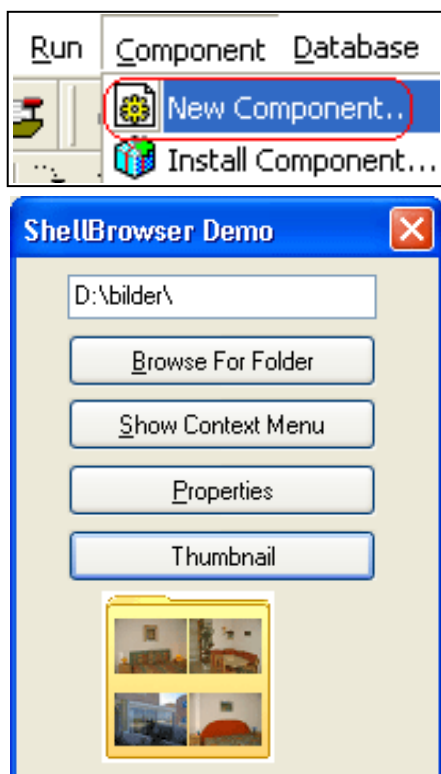 Run Component Database
New Component..
Install Component...
ShellBrowser Demo
D:\bilder\
Browse For Folder
Show Context Menu
Properties
Thumbnail